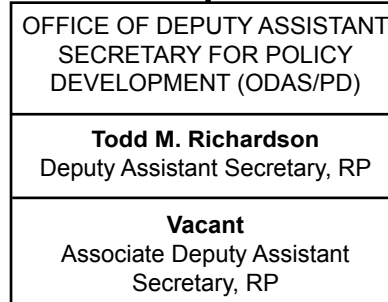 OFFICE OF DEPUTY ASSISTANT
SECRETARY FOR POLICY
DEVELOPMENT (ODAS/PD)
Todd M. Richardson
Deputy Assistant Secretary, RP
Vacant
Associate Deputy Assistant
Secretary, RP